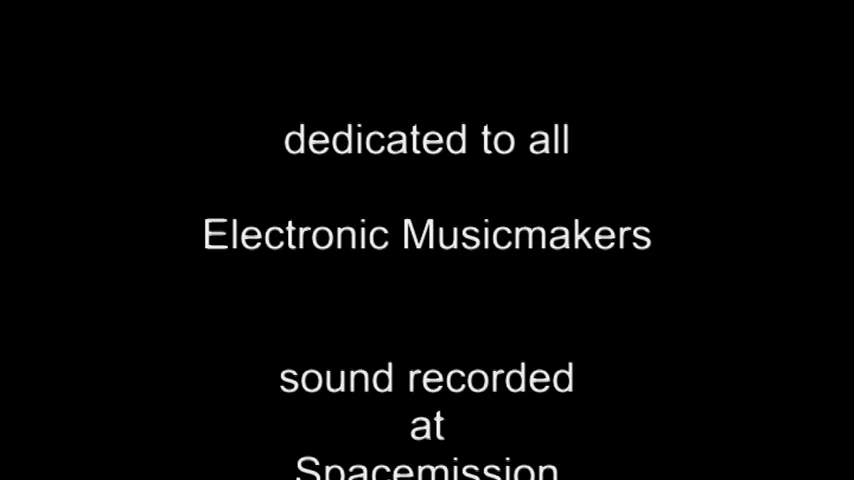 dedicated to all
Electronic Musicmakers
sound recorded
at
Spacemission